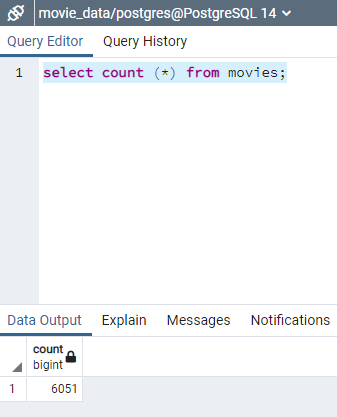 movie_data/postgres@PostgreSQL 14
Query Editor Query History
1 select count (*) from movies;
Data Output Explain Messages Notifications
count
bigint
1 6051